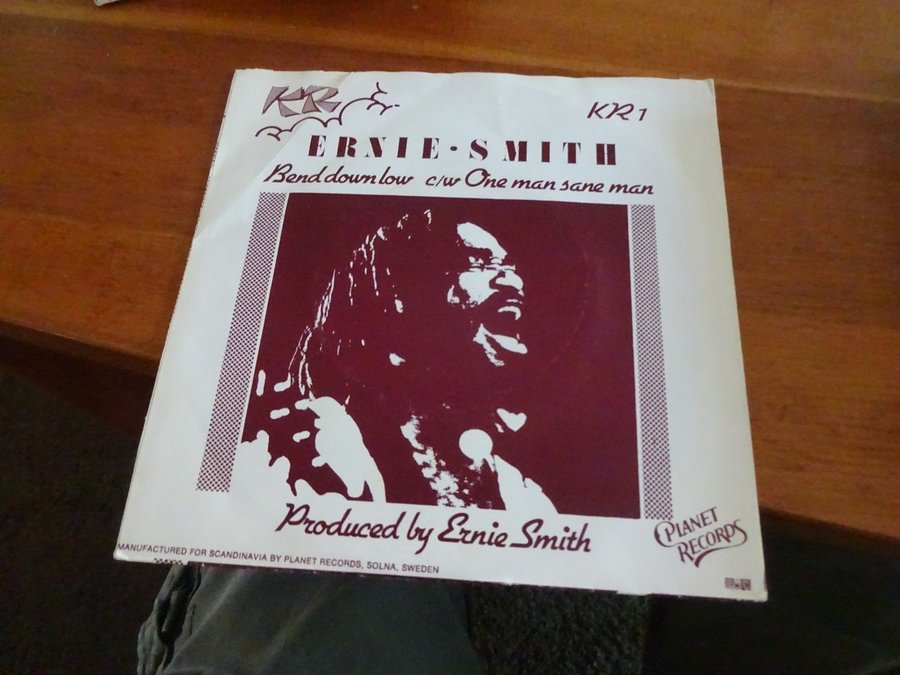 KR
KR 1
ERNIE·SMITH
Bend down low c/w One man sane man
Produced by Ernie Smith
PLANET
RECORDS
MANUFACTURED FOR SCANDINAVIA BY PLANET RECORDS, SOLNA, SWEDEN